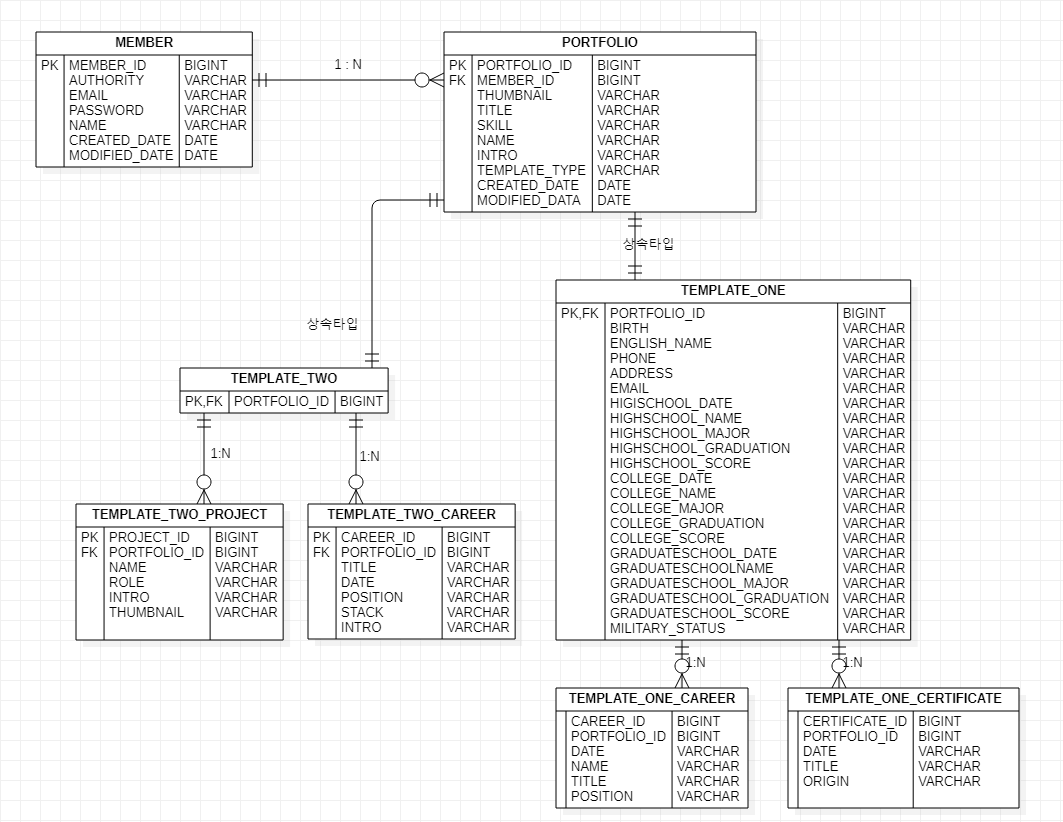 MEMBER
PK MEMBER_ID BIGINT
AUTHORITY VARCHAR
EMAIL VARCHAR
PASSWORD VARCHAR
NAME VARCHAR
CREATED_DATE DATE
MODIFIED_DATE DATE
1 : N
PORTFOLIO
PK PORTFOLIO_ID BIGINT
FK MEMBER_ID BIGINT
THUMBNAIL VARCHAR
TITLE VARCHAR
SKILL VARCHAR
NAME VARCHAR
INTRO VARCHAR
TEMPLATE_TYPE VARCHAR
CREATED_DATE DATE
MODIFIED_DATA DATE
상속타입
상속타입
TEMPLATE_TWO
PK,FK PORTFOLIO_ID BIGINT
1:N
1:N
TEMPLATE_TWO_PROJECT
PK PROJECT_ID BIGINT
FK PORTFOLIO_ID BIGINT
NAME VARCHAR
ROLE VARCHAR
INTRO VARCHAR
THUMBNAIL VARCHAR
TEMPLATE_TWO_CAREER
PK CAREER_ID BIGINT
FK PORTFOLIO_ID BIGINT
TITLE VARCHAR
DATE VARCHAR
POSITION VARCHAR
STACK VARCHAR
INTRO VARCHAR
TEMPLATE_ONE
PK,FK PORTFOLIO_ID BIGINT
BIRTH VARCHAR
ENGLISH_NAME VARCHAR
PHONE VARCHAR
ADDRESS VARCHAR
EMAIL VARCHAR
HIGISCHOOL_DATE VARCHAR
HIGHSCHOOL_NAME VARCHAR
HIGHSCHOOL_MAJOR VARCHAR
HIGHSCHOOL_GRADUATION VARCHAR
HIGHSCHOOL_SCORE VARCHAR
COLLEGE_DATE VARCHAR
COLLEGE_NAME VARCHAR
COLLEGE_MAJOR VARCHAR
COLLEGE_GRADUATION VARCHAR
COLLEGE_SCORE VARCHAR
GRADUATESCHOOL_DATE VARCHAR
GRADUATESCHOOLNAME VARCHAR
GRADUATESCHOOL_MAJOR VARCHAR
GRADUATESCHOOL_GRADUATION VARCHAR
GRADUATESCHOOL_SCORE VARCHAR
MILITARY_STATUS VARCHAR
1:N
1:N
TEMPLATE_ONE_CAREER
CAREER_ID BIGINT
PORTFOLIO_ID BIGINT
DATE VARCHAR
NAME VARCHAR
TITLE VARCHAR
POSITION VARCHAR
TEMPLATE_ONE_CERTIFICATE
CERTIFICATE_ID BIGINT
PORTFOLIO_ID BIGINT
DATE VARCHAR
TITLE VARCHAR
ORIGIN VARCHAR